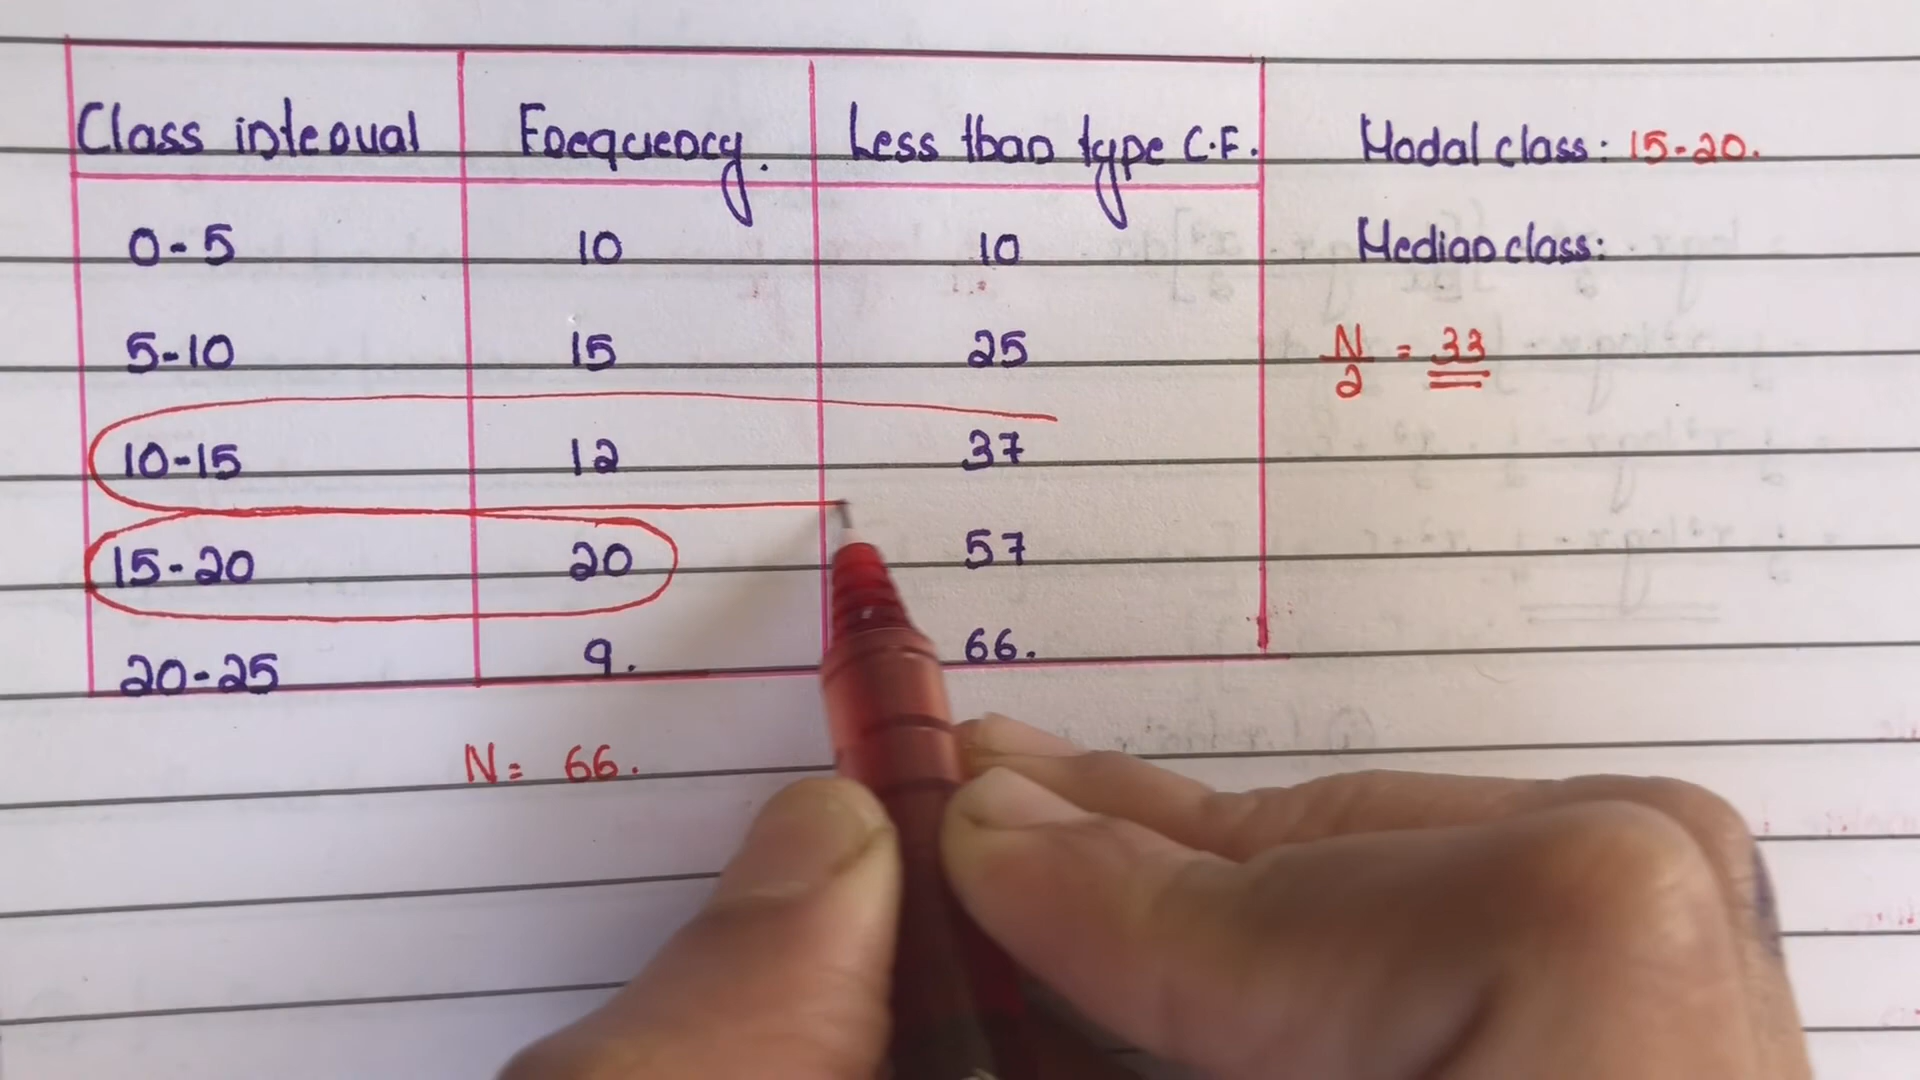 Class interval Frequency. Less than type C.F. Modal class: 15-20.
0-5 10 10 Median class:
5-10 15 25 N/2 = 33
10-15 12 37
15-20 20 57
20-25 9. 66.
N = 66.